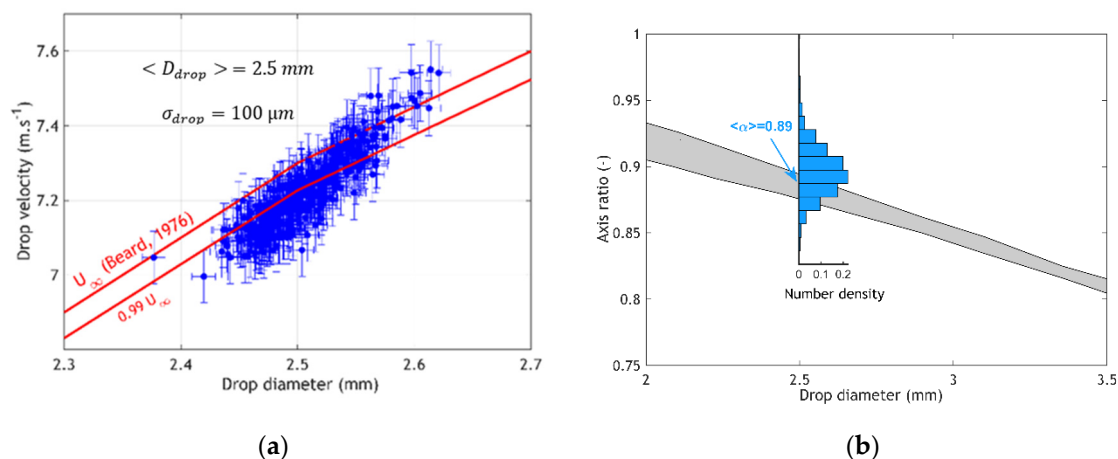 7.6
7.4
7.2
7
Drop velocity (m.s⁻¹)
< D_drop > = 2.5 mm
σ_drop = 100 μm
U_∞ (Beard, 1976)
0.99 U_∞
2.3 2.4 2.5 2.6 2.7
Drop diameter (mm)
(a)
1
0.95
0.9
0.85
0.8
0.75
Axis ratio (-)
<α>=0.89
0 0.1 0.2
Number density
2 2.5 3 3.5
Drop diameter (mm)
(b)